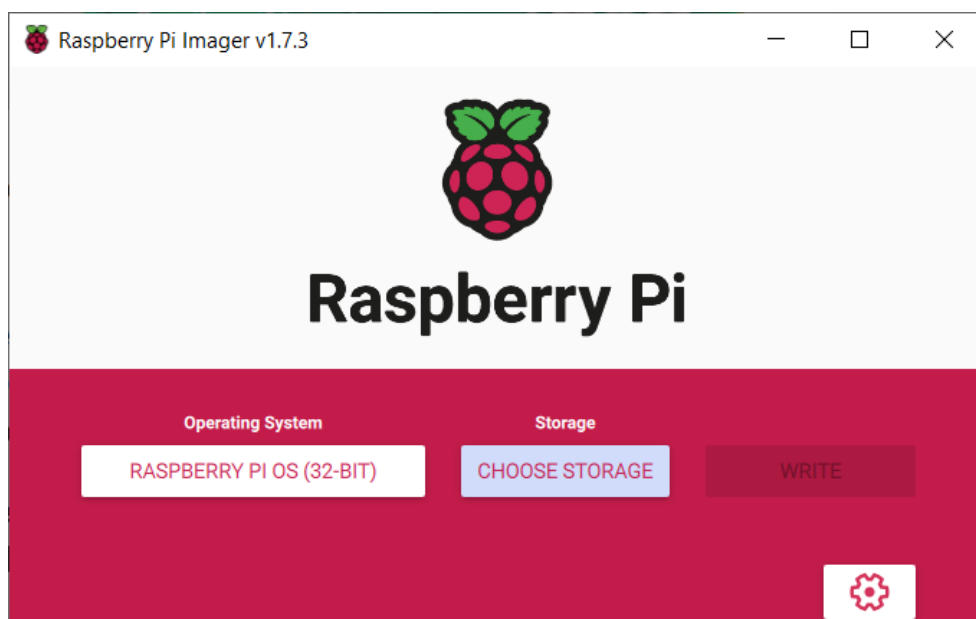 Raspberry Pi Imager v1.7.3
Raspberry Pi
Operating System Storage
RASPBERRY PI OS (32-BIT) CHOOSE STORAGE WRITE